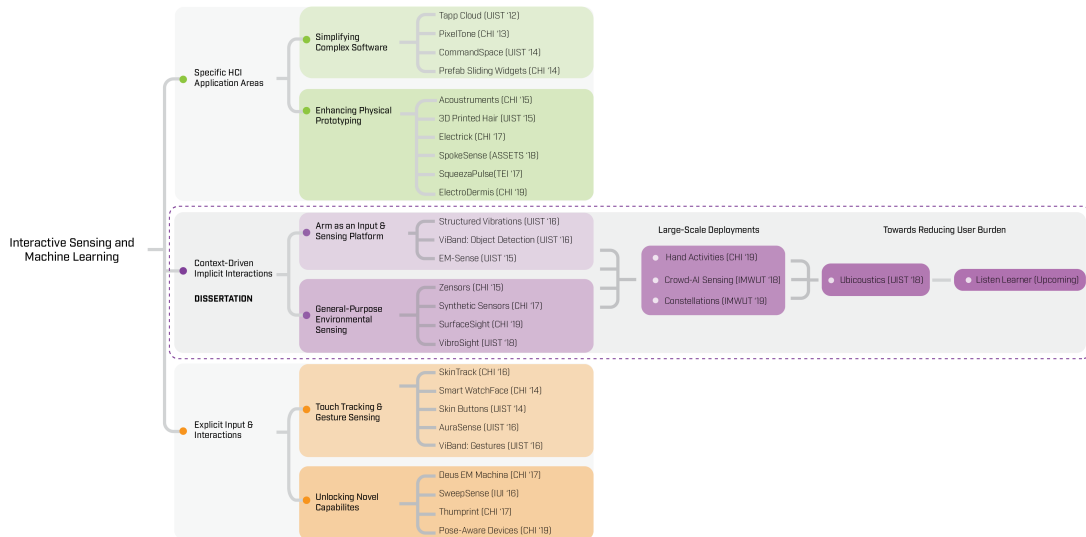 Interactive Sensing and
Machine Learning
Specific HCI
Application Areas
Simplifying
Complex Software
Tapp Cloud (UIST '12)
PixelTone (CHI '13)
CommandSpace (UIST '14)
Prefab Sliding Widgets (CHI '14)
Enhancing Physical
Prototyping
Acoustruments (CHI '15)
3D Printed Hair (UIST '15)
Electrick (CHI '17)
SpokeSense (ASSETS '18)
SqueezaPulse(TEI '17)
ElectroDermis (CHI '19)
Context-Driven
Implicit Interactions
DISSERTATION
Arm as an Input &
Sensing Platform
Structured Vibrations (UIST '16)
ViBand: Object Detection (UIST '16)
EM-Sense (UIST '15)
General-Purpose
Environmental
Sensing
Zensors (CHI '15)
Synthetic Sensors (CHI '17)
SurfaceSight (CHI '19)
VibroSight (UIST '18)
Large-Scale Deployments
Hand Activities (CHI '19)
Crowd-AI Sensing (IMWUT '18)
Constellations (IMWUT '19)
Towards Reducing User Burden
Ubicoustics (UIST '18)
Listen Learner (Upcoming)
Explicit Input &
Interactions
Touch Tracking &
Gesture Sensing
SkinTrack (CHI '16)
Smart WatchFace (CHI '14)
Skin Buttons (UIST '14)
AuraSense (UIST '16)
ViBand: Gestures (UIST '16)
Unlocking Novel
Capabilites
Deus EM Machina (CHI '17)
SweepSense (IUI '16)
Thumprint (CHI '17)
Pose-Aware Devices (CHI '19)